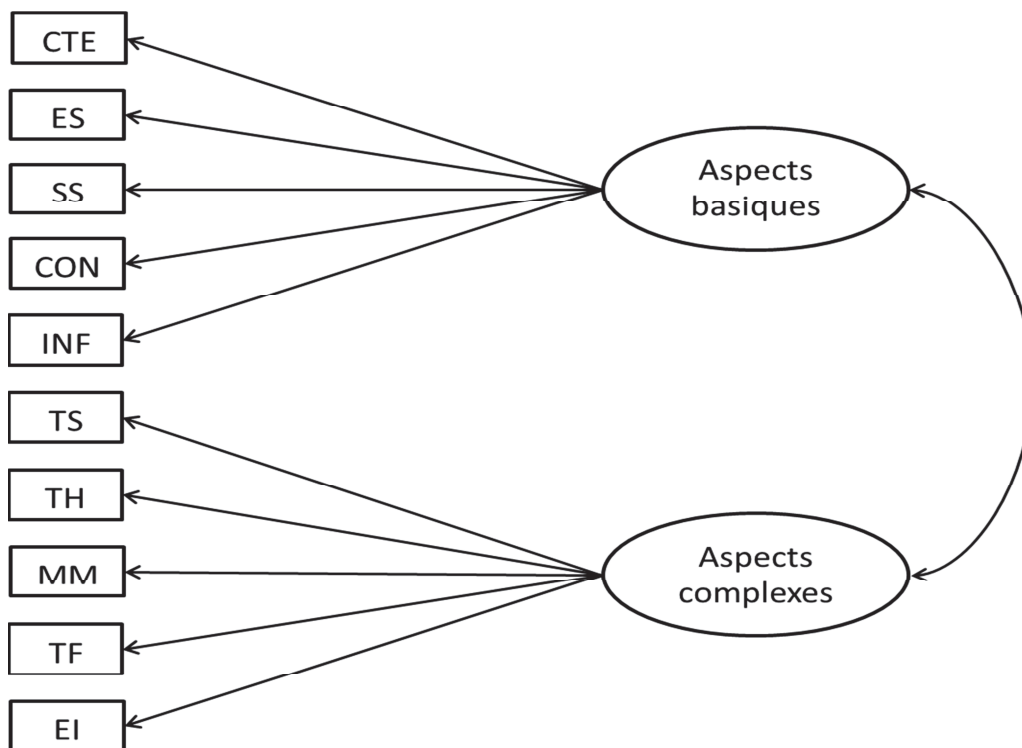 CTE
ES
SS
CON
INF
TS
TH
MM
TF
EI
Aspects
basiques
Aspects
complexes